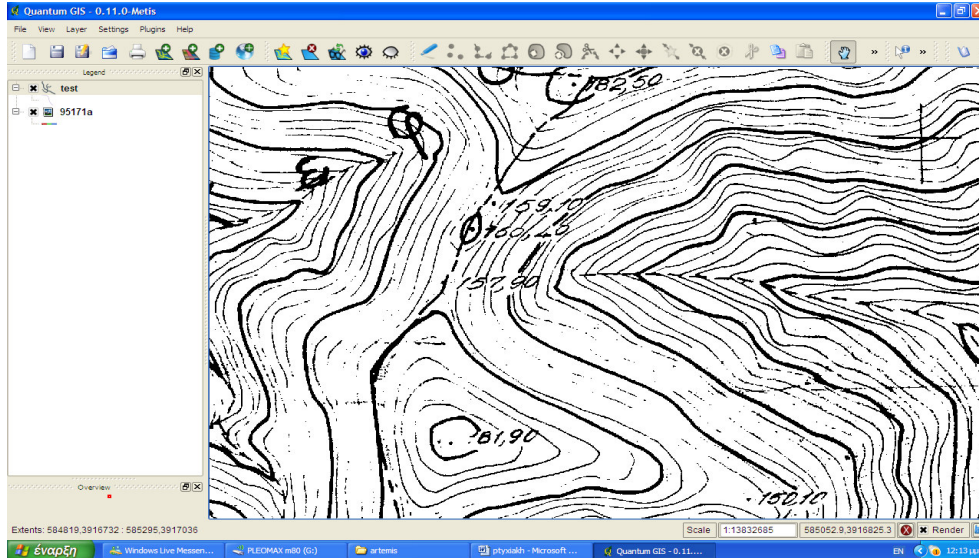 Quantum GIS - 0.11.0-Metis
File View Layer Settings Plugins Help
» »
Legend
test
95171a
182,50
159,10
160,40
157,90
181,90
150,10
Overview
Extents: 584819,3916732 : 585295,3917036
Scale 1:13832685 585052.9,3916825.3 Render
έναρξη Windows Live Messen... PLEOMAX m80 (G:) artemis ptyxiakh - Microsoft ... Quantum GIS - 0.11.... EN 12:13 μμ